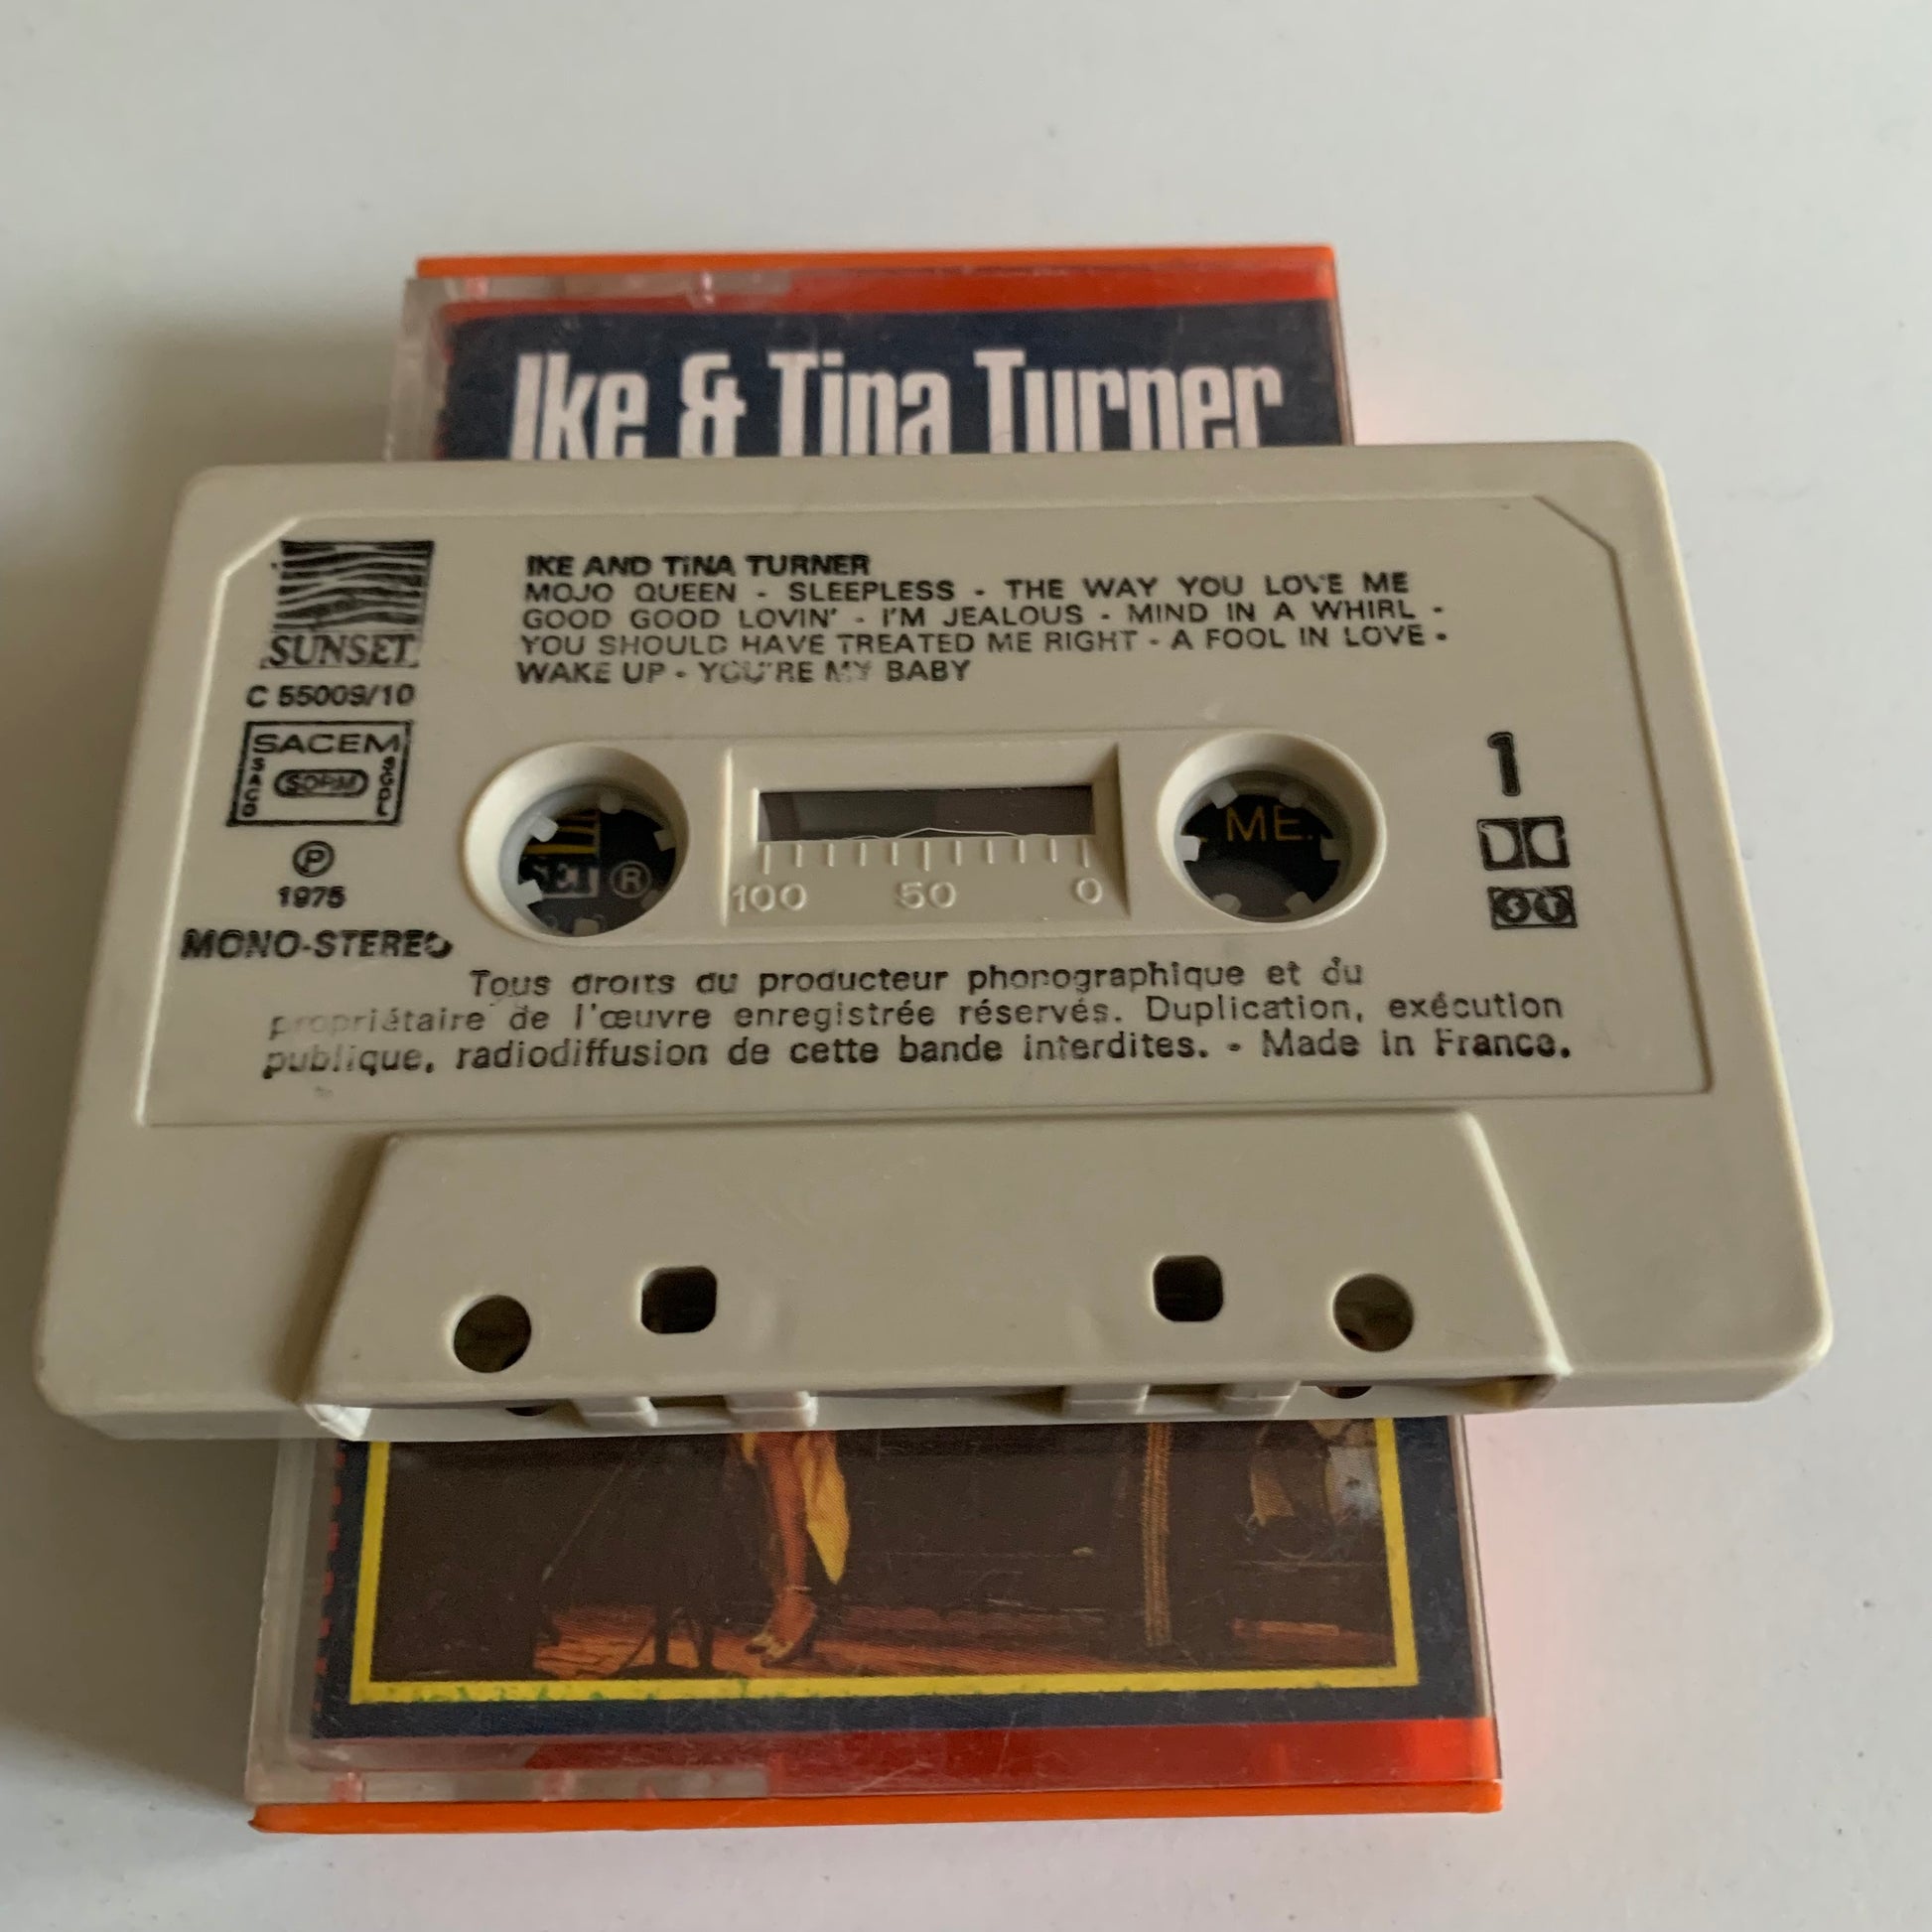 Ike & Tina Turner
IKE AND TINA TURNER
MOJO QUEEN - SLEEPLESS - THE WAY YOU LOVE ME
GOOD GOOD LOVIN' - I'M JEALOUS - MIND IN A WHIRL -
YOU SHOULD HAVE TREATED ME RIGHT - A FOOL IN LOVE -
WAKE UP - YOU'RE MY BABY
SUNSET
C 55009/10
SACEM
SACD
SDRM
SGDL
℗
1975
MONO-STEREO
ME.
®
100 50 0
1
ST
Tous droits du producteur phonographique et du
propriétaire de l'œuvre enregistrée réservés. Duplication, exécution
publique, radiodiffusion de cette bande interdites. - Made in France.